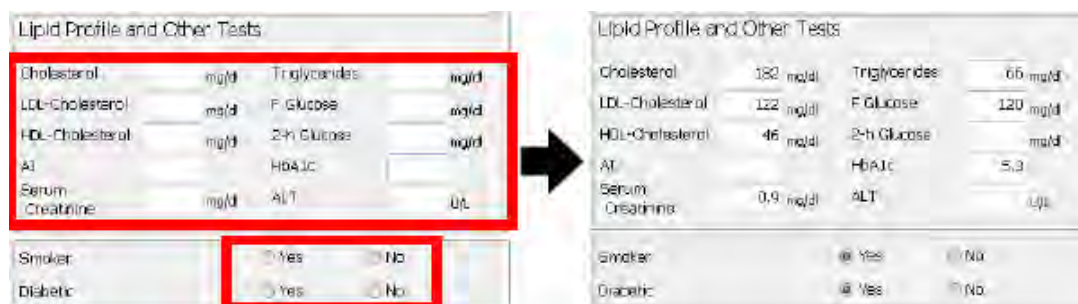 Lipid Profile and Other Tests
Cholesterol mg/dl Triglycerides mg/dl
LDL-Cholesterol mg/dl F Glucose mg/dl
HDL-Cholesterol mg/dl 2-h Glucose mg/dl
AI HbA1c
Serum
Creatinine mg/dl ALT U/L
Smoker Yes No
Diabetic Yes No
Lipid Profile and Other Tests
Cholesterol 182 mg/dl Triglycerides 66 mg/dl
LDL-Cholesterol 122 mg/dl F Glucose 120 mg/dl
HDL-Cholesterol 46 mg/dl 2-h Glucose mg/dl
AI HbA1c 5.3
Serum
Creatinine 0.9 mg/dl ALT U/L
Smoker Yes No
Diabetic Yes No